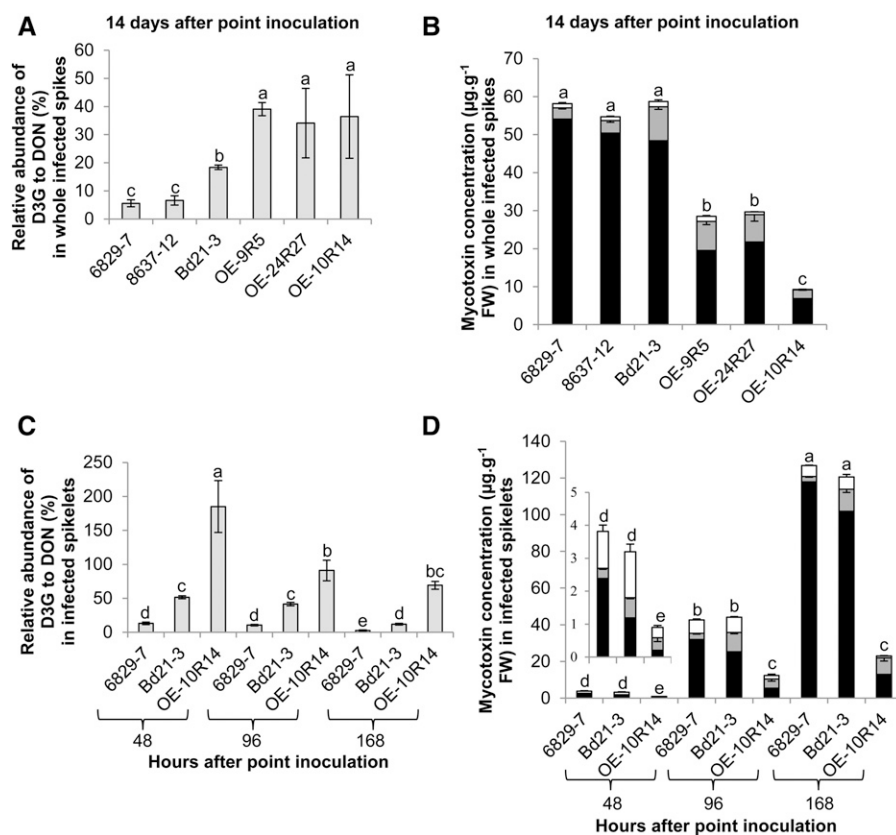 A
14 days after point inoculation
Relative abundance of
D3G to DON (%)
in whole infected spikes
60
50
40
30
20
10
0
c
c
b
a
a
a
6829-7
8637-12
Bd21-3
OE-9R5
OE-24R27
OE-10R14
B
14 days after point inoculation
Mycotoxin concentration (µg.g-1
FW) in whole infected spikes
70
60
50
40
30
20
10
0
a
a
a
b
b
c
6829-7
8637-12
Bd21-3
OE-9R5
OE-24R27
OE-10R14
C
Relative abundance of
D3G to DON (%)
in infected spikelets
250
200
150
100
50
0
d
c
a
d
c
b
e
d
bc
6829-7
Bd21-3
OE-10R14
6829-7
Bd21-3
OE-10R14
6829-7
Bd21-3
OE-10R14
48
96
168
Hours after point inoculation
D
Mycotoxin concentration (µg.g-1
FW) in infected spikelets
140
120
100
80
60
40
20
0
5
4
3
2
1
0
d
d
e
d
d
e
b
b
c
a
a
c
6829-7
Bd21-3
OE-10R14
6829-7
Bd21-3
OE-10R14
6829-7
Bd21-3
OE-10R14
48
96
168
Hours after point inoculation